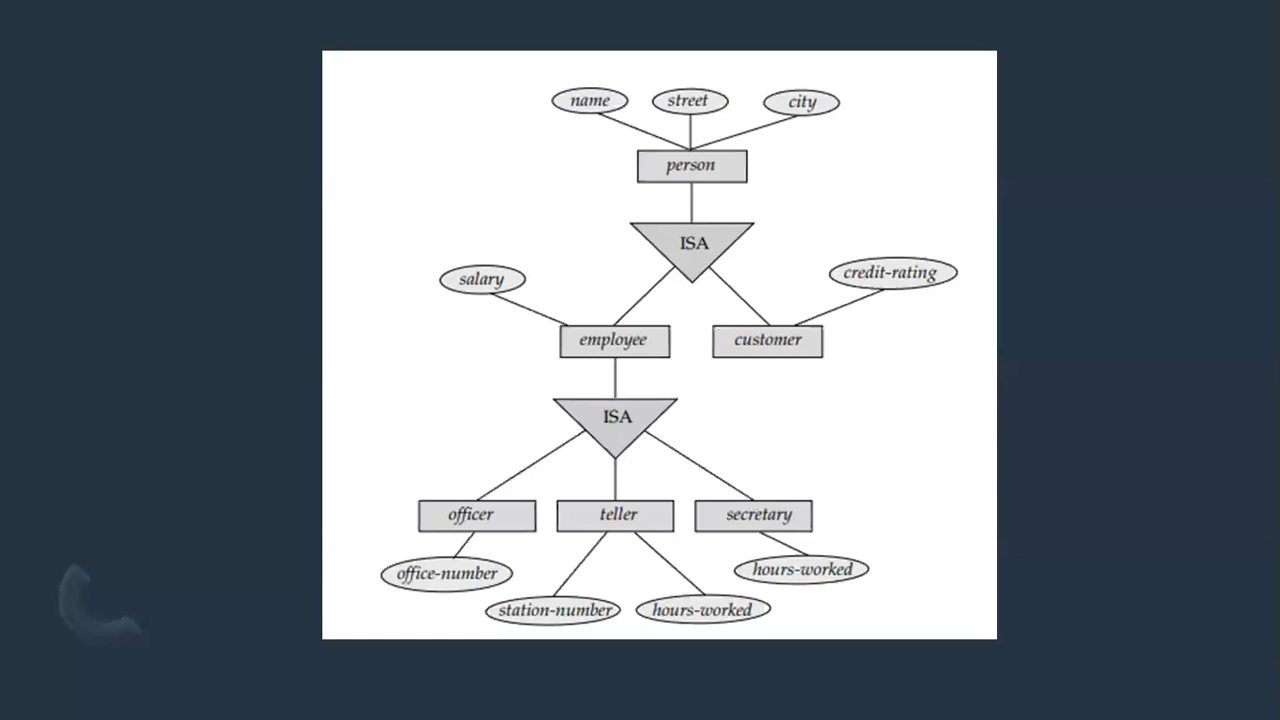 name
street
city
person
ISA
salary
credit-rating
employee
customer
ISA
officer
teller
secretary
office-number
hours-worked
station-number
hours-worked